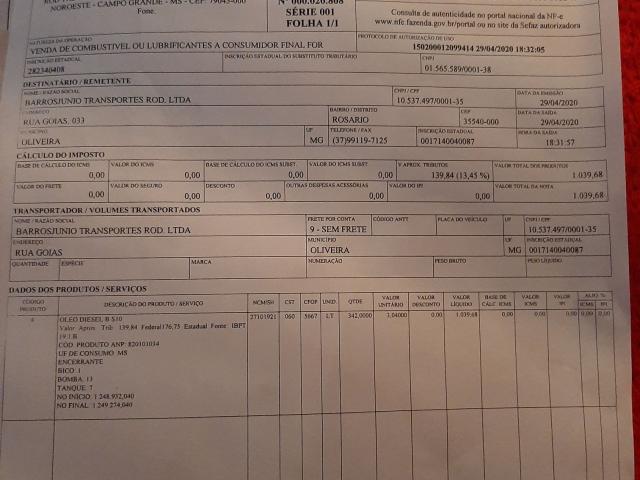 NOROESTE - CAMPO GRANDE - MS - CEP: 79043-000
Fone:
Nº 000.020.808
SÉRIE 001
FOLHA 1/1
Consulta de autenticidade no portal nacional da NF-e
www.nfe.fazenda.gov.br/portal ou no site da Sefaz autorizadora
NATUREZA DA OPERAÇÃO
VENDA DE COMBUSTIVEL OU LUBRIFICANTES A CONSUMIDOR FINAL FOR
PROTOCOLO DE AUTORIZAÇÃO DE USO
150200012099414 29/04/2020 18:32:05
INSCRIÇÃO ESTADUAL
282340408
INSCRIÇÃO ESTADUAL DO SUBSTITUTO TRIBUTÁRIO
CNPJ
01.565.589/0001-38
DESTINATÁRIO / REMETENTE
NOME / RAZÃO SOCIAL
BARROSJUNIO TRANSPORTES ROD. LTDA
CNPJ / CPF
10.537.497/0001-35
DATA DA EMISSÃO
29/04/2020
ENDEREÇO
RUA GOIAS, 033
BAIRRO / DISTRITO
ROSARIO
CEP
35540-000
DATA DA SAÍDA
29/04/2020
MUNICÍPIO
OLIVEIRA
UF
MG
TELEFONE / FAX
(37)99119-7125
INSCRIÇÃO ESTADUAL
0017140040087
HORA DA SAÍDA
18:31:57
CÁLCULO DO IMPOSTO
BASE DE CÁLCULO DO ICMS
0,00
VALOR DO ICMS
0,00
BASE DE CÁLCULO DO ICMS SUBST.
0,00
VALOR DO ICMS SUBST.
0,00
V APROX. TRIBUTOS
139,84 (13,45 %)
VALOR TOTAL DOS PRODUTOS
1.039,68
VALOR DO FRETE
0,00
VALOR DO SEGURO
0,00
DESCONTO
0,00
OUTRAS DESPESAS ACESSÓRIAS
0,00
VALOR DO IPI
0,00
VALOR TOTAL DA NOTA
1.039,68
TRANSPORTADOR / VOLUMES TRANSPORTADOS
NOME / RAZÃO SOCIAL
BARROSJUNIO TRANSPORTES ROD. LTDA
FRETE POR CONTA
9 - SEM FRETE
CÓDIGO ANTT
PLACA DO VEÍCULO
UF
CNPJ / CPF
10.537.497/0001-35
ENDEREÇO
RUA GOIAS
MUNICÍPIO
OLIVEIRA
UF
MG
INSCRIÇÃO ESTADUAL
0017140040087
QUANTIDADE
ESPÉCIE
MARCA
NUMERAÇÃO
PESO BRUTO
PESO LÍQUIDO
DADOS DOS PRODUTOS / SERVIÇOS
CÓDIGO PRODUTO
DESCRIÇÃO DO PRODUTO / SERVIÇO
NCM/SH
CST
CFOP
UNID.
QTDE
VALOR UNITÁRIO
VALOR DESCONTO
VALOR LÍQUIDO
BASE DE CÁLC ICMS
VALOR ICMS
VALOR IPI
ALIQ. %
ICMS
IPI
OLEO DIESEL B S10
27101921
060
5667
LT
342,0000
3,04000
0,00
1.039,68
0,00
0,00
0,00
0,00
0,00
Valor Aprox. Trib: 139,84 Federal176,75 Estadual Fonte: IBPT
19.1.B
COD. PRODUTO ANP: 820101034
UF DE CONSUMO: MS
ENCERRANTE
BICO: 1
BOMBA: 13
TANQUE: 7
NO INÍCIO: 1.248.932,040
NO FINAL: 1.249.274,040